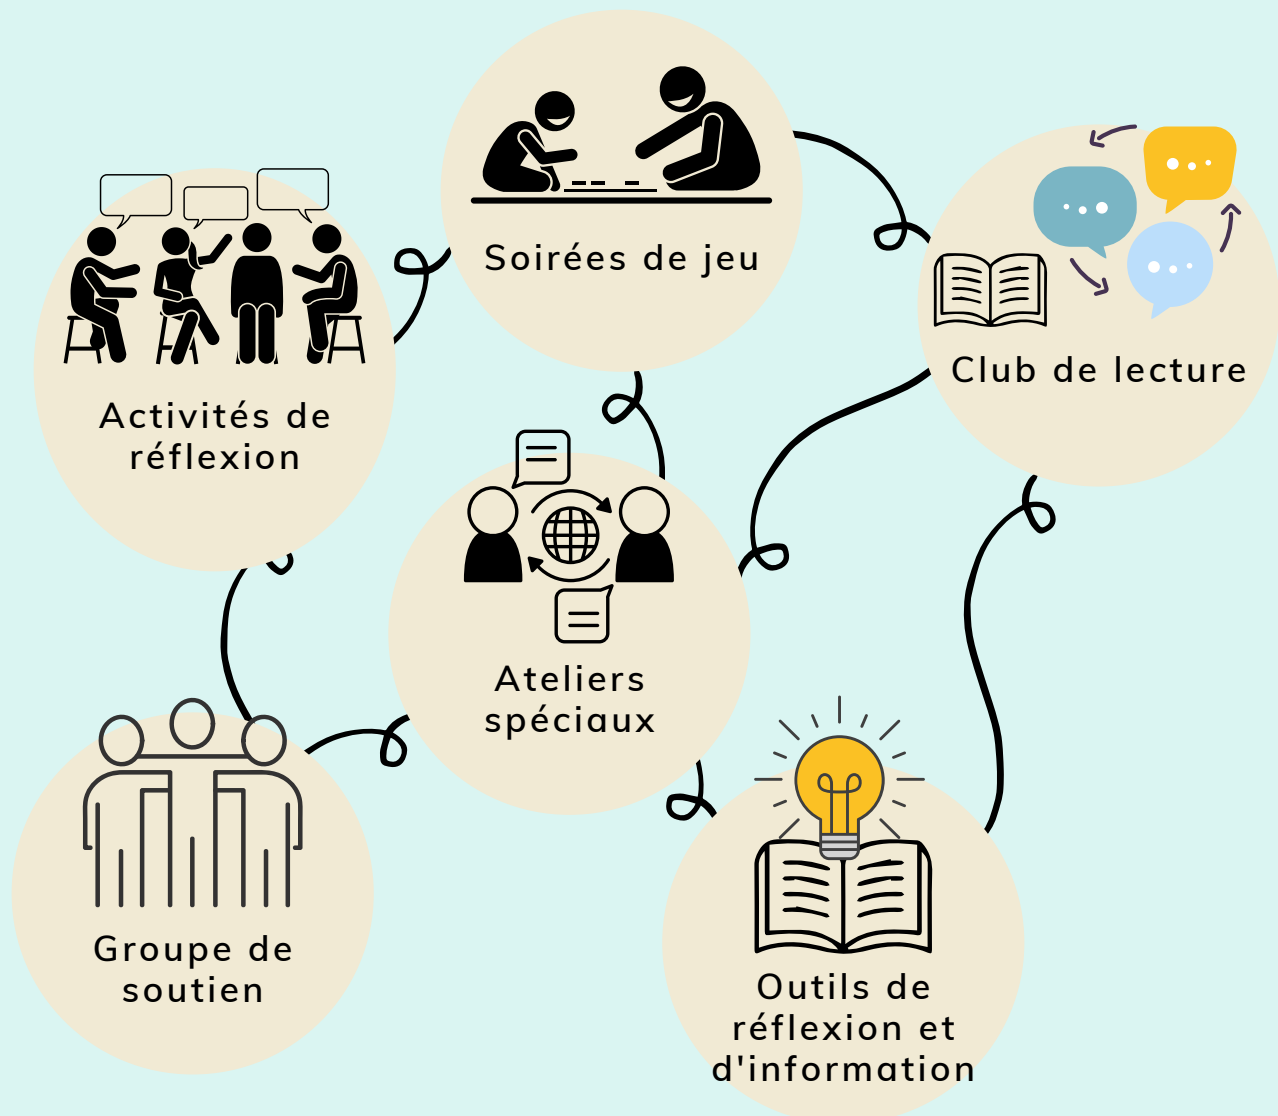 Soirées de jeu
Club de lecture
Activités de
réflexion
Ateliers
spéciaux
Groupe de
soutien
Outils de
réflexion et
d'information